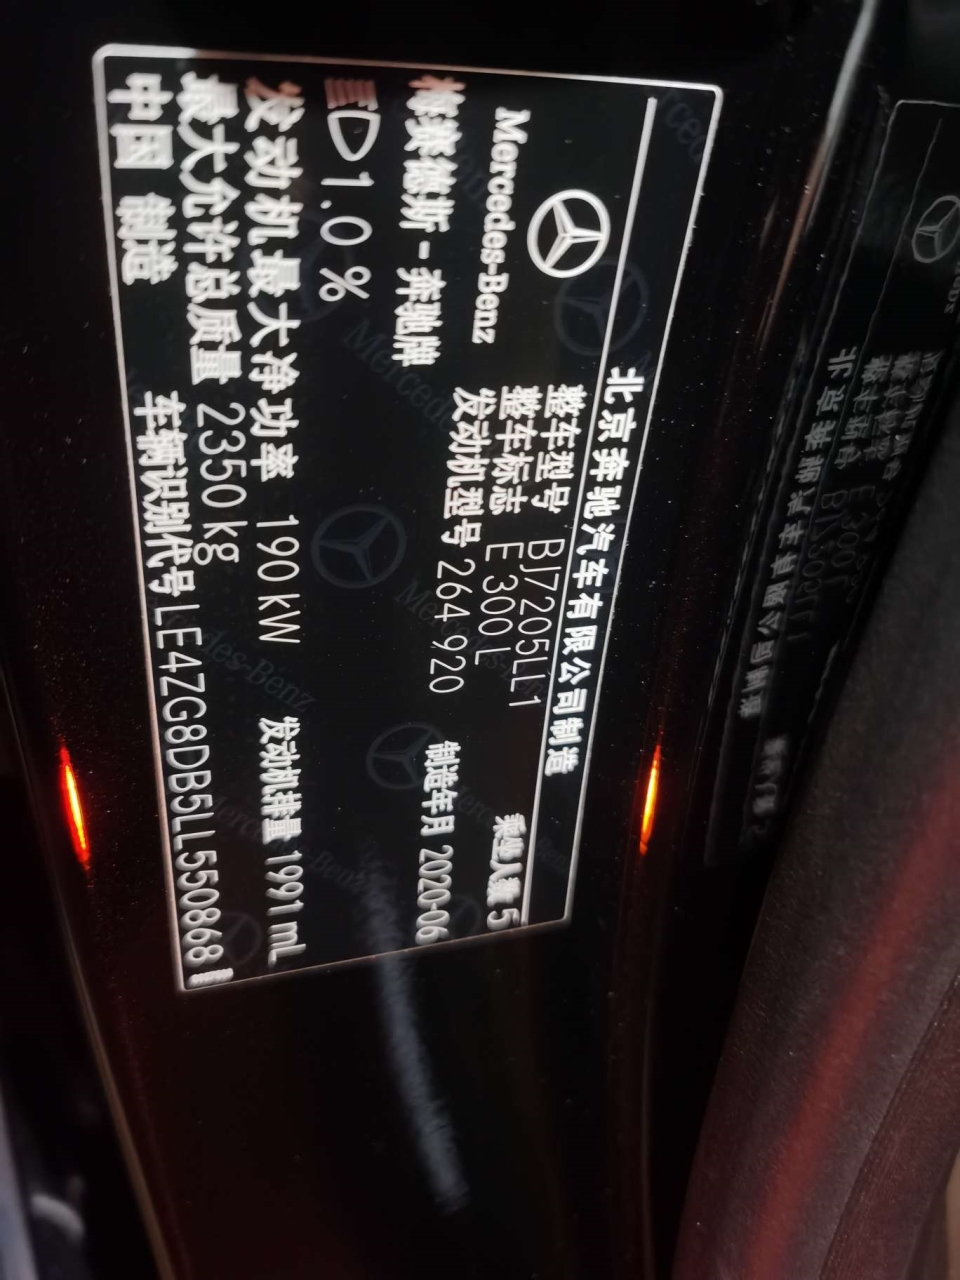 北京奔驰汽车有限公司制造
Mercedes-Benz
整车型号 BJ7205LL1
乘坐人数 5
整车标志 E 300 L
梅赛德斯-奔驰牌
发动机型号 264 920
制造年月 2020-06
1.0 %
发动机最大净功率 190 kW
发动机排量 1991 mL
最大允许总质量 2350 kg
中国 制造
车辆识别代号 LE4ZG8DB5LL550868